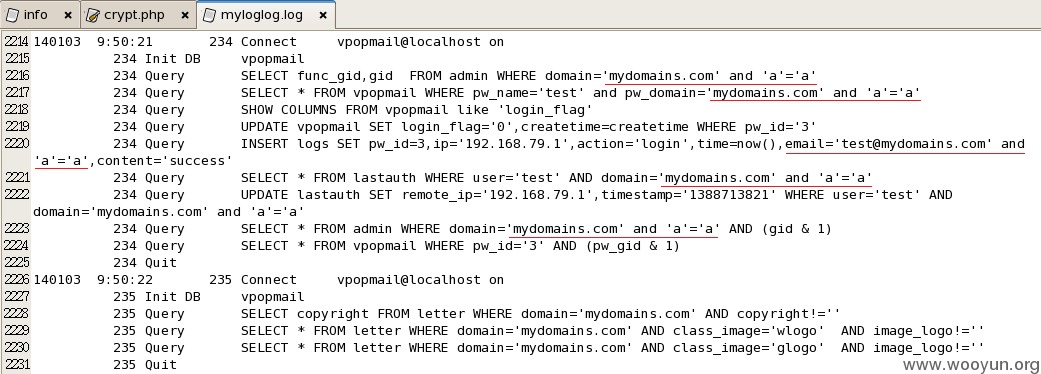 info
crypt.php
myloglog.log
2214 140103  9:50:21       234 Connect     vpopmail@localhost on
2215           234 Init DB     vpopmail
2216           234 Query       SELECT func_gid,gid  FROM admin WHERE domain='mydomains.com' and 'a'='a'
2217           234 Query       SELECT * FROM vpopmail WHERE pw_name='test' and pw_domain='mydomains.com' and 'a'='a'
2218           234 Query       SHOW COLUMNS FROM vpopmail like 'login_flag'
2219           234 Query       UPDATE vpopmail SET login_flag='0',createtime=createtime WHERE pw_id='3'
2220           234 Query       INSERT logs SET pw_id=3,ip='192.168.79.1',action='login',time=now(),email='test@mydomains.com' and
'a'='a',content='success'
2221           234 Query       SELECT * FROM lastauth WHERE user='test' AND domain='mydomains.com' and 'a'='a'
2222           234 Query       UPDATE lastauth SET remote_ip='192.168.79.1',timestamp='1388713821' WHERE user='test' AND
domain='mydomains.com' and 'a'='a'
2223           234 Query       SELECT * FROM admin WHERE domain='mydomains.com' and 'a'='a' AND (gid & 1)
2224           234 Query       SELECT * FROM vpopmail WHERE pw_id='3' AND (pw_gid & 1)
2225           234 Quit
2226 140103  9:50:22       235 Connect     vpopmail@localhost on
2227           235 Init DB     vpopmail
2228           235 Query       SELECT copyright FROM letter WHERE domain='mydomains.com' AND copyright!=''
2229           235 Query       SELECT * FROM letter WHERE domain='mydomains.com' AND class_image='wlogo'  AND image_logo!=''
2230           235 Query       SELECT * FROM letter WHERE domain='mydomains.com' AND class_image='glogo'  AND image_logo!=''
2231           235 Quit
www.wooyun.org